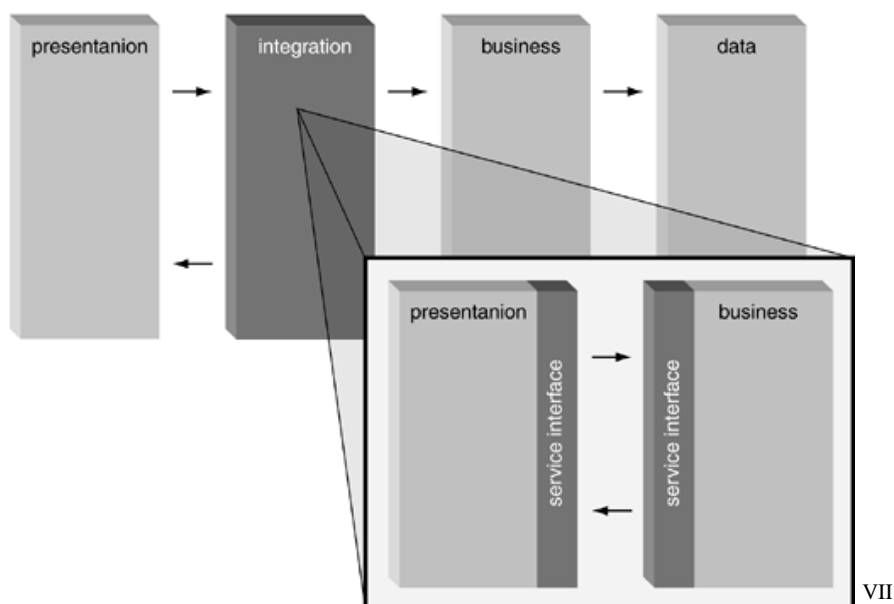 presentanion
integration
business
data
presentanion
service interface
service interface
business
VII